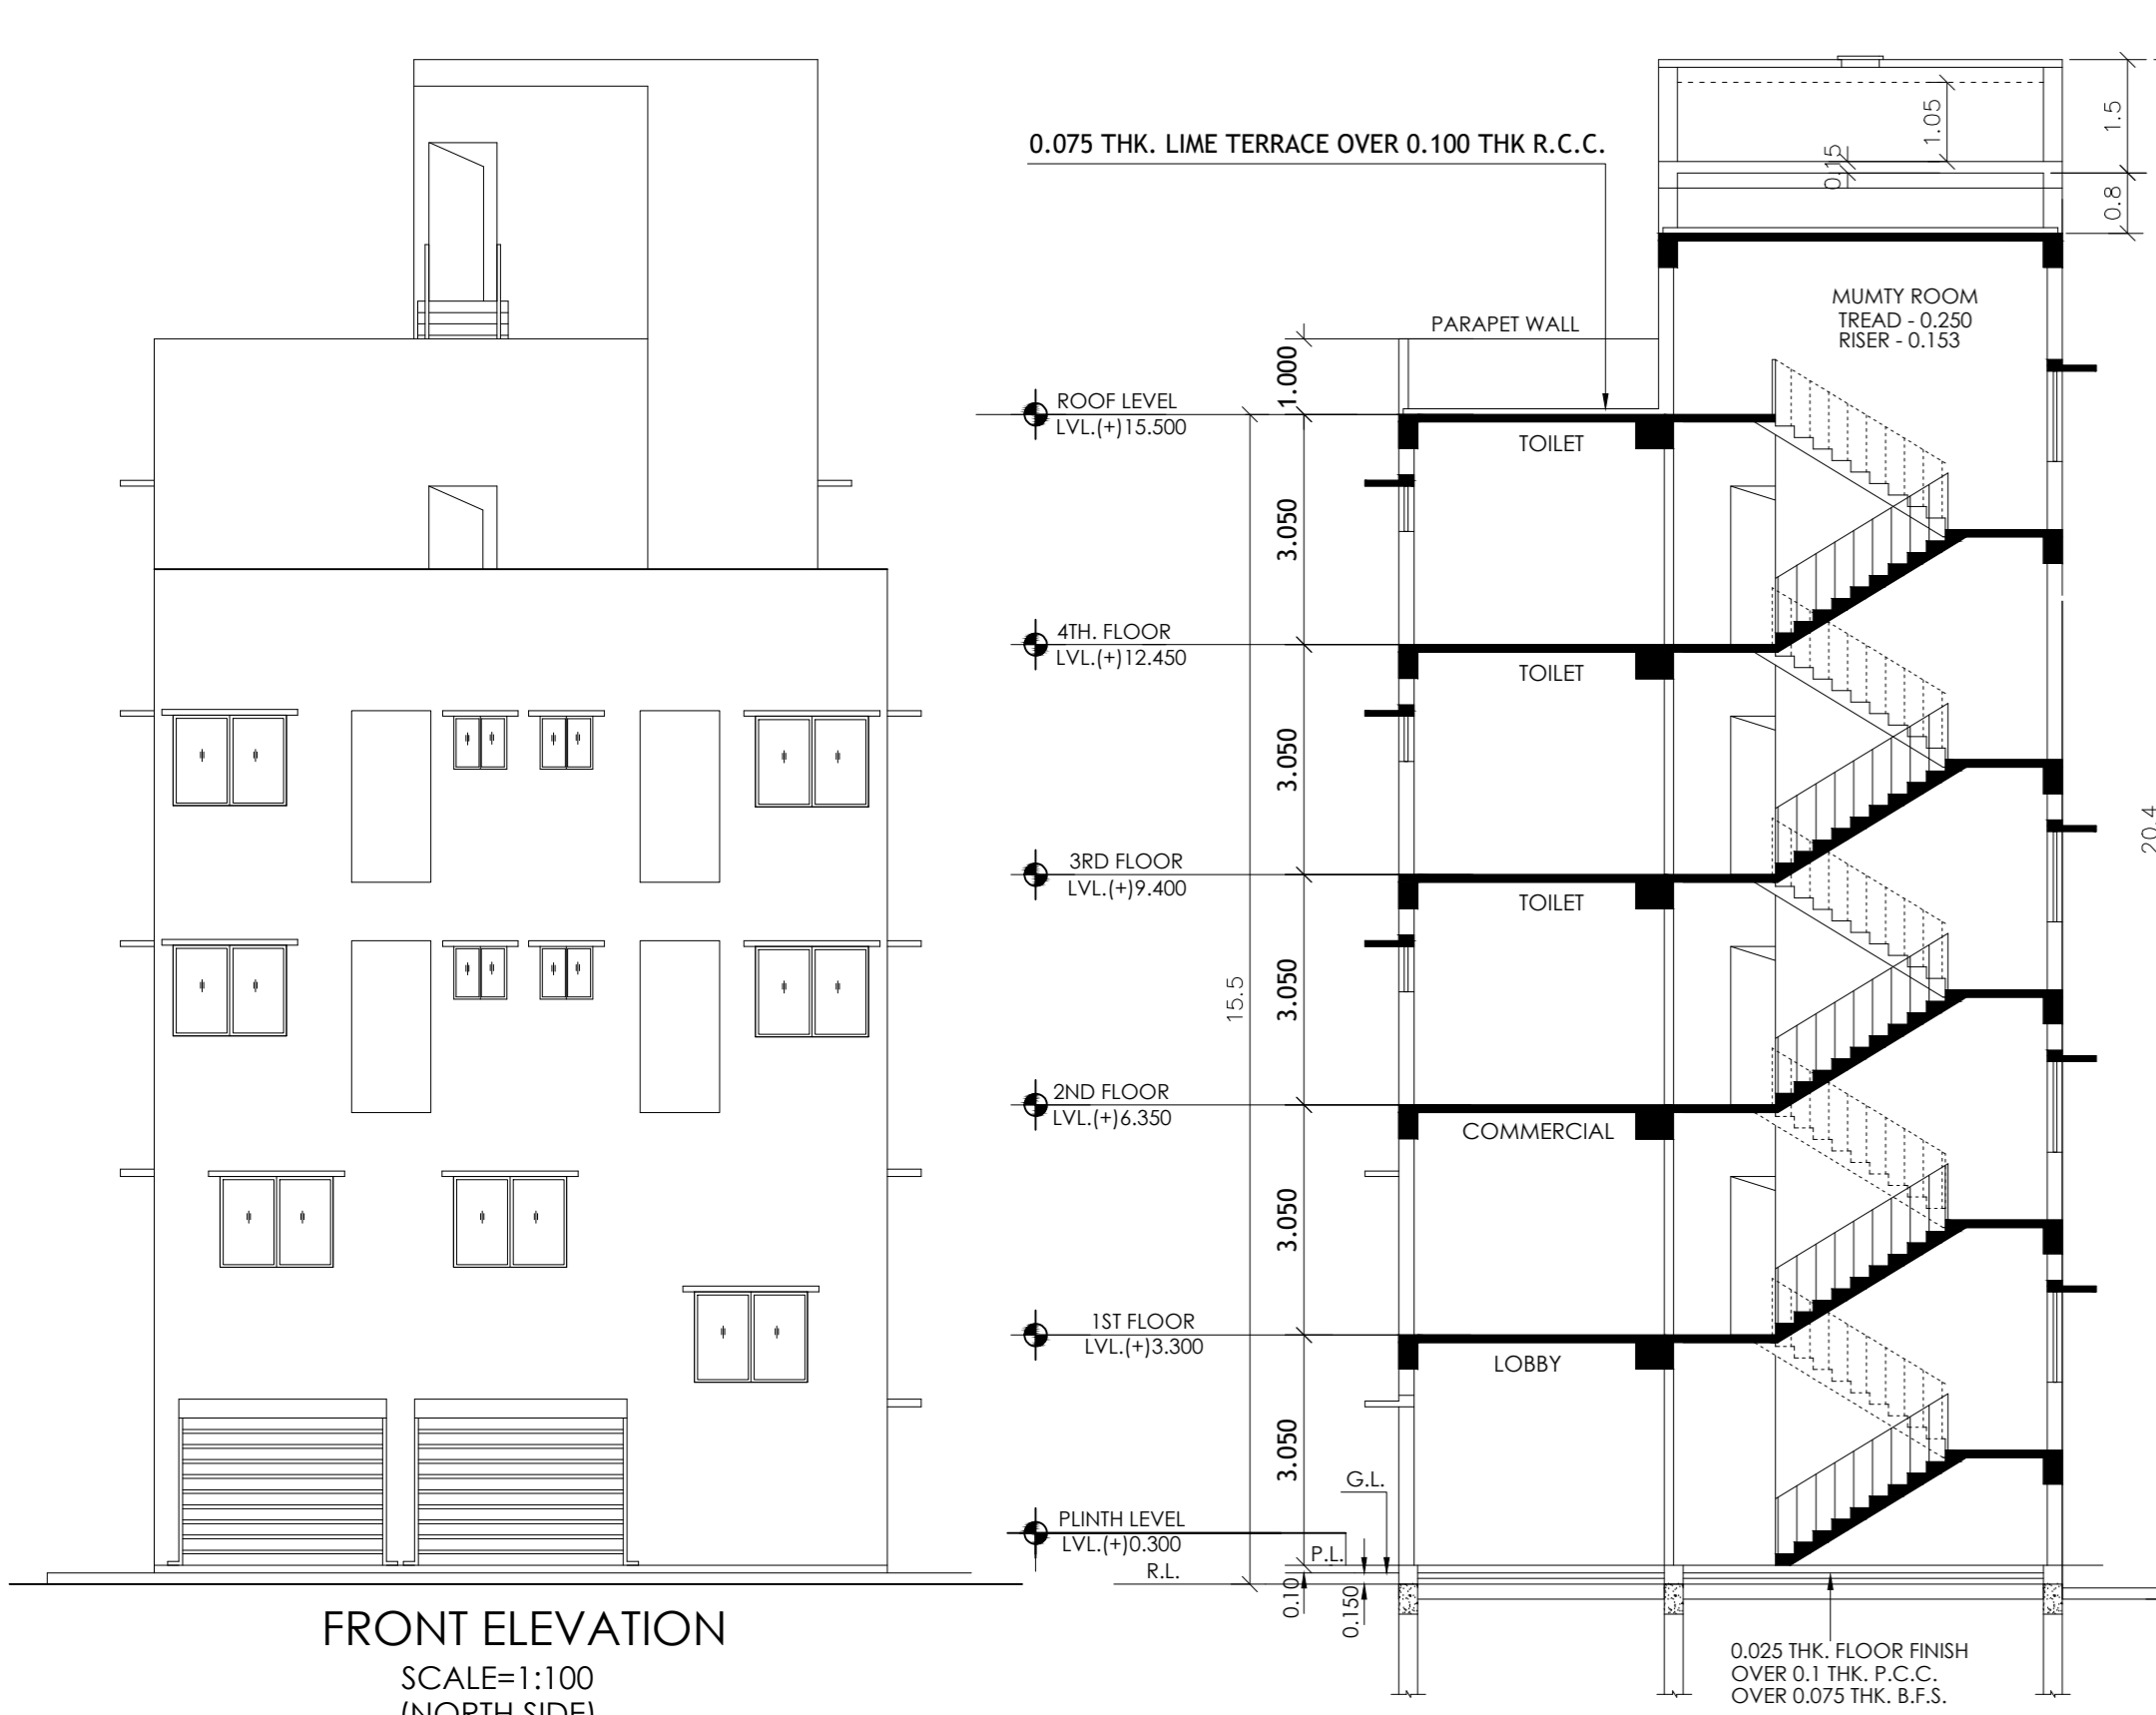 0.075 THK. LIME TERRACE OVER 0.100 THK R.C.C.
1.05
1.5
0.15
0.8
MUMTY ROOM
TREAD - 0.250
RISER - 0.153
PARAPET WALL
1.000
ROOF LEVEL
LVL.(+)15.500
TOILET
3.050
4TH. FLOOR
LVL.(+)12.450
TOILET
3.050
20.4
3RD FLOOR
LVL.(+)9.400
TOILET
3.050
15.5
2ND FLOOR
LVL.(+)6.350
COMMERCIAL
3.050
1ST FLOOR
LVL.(+)3.300
LOBBY
3.050
G.L.
PLINTH LEVEL
LVL.(+)0.300
P.L.
R.L.
0.10
0.150
FRONT ELEVATION
SCALE=1:100
(NORTH SIDE)
0.025 THK. FLOOR FINISH
OVER 0.1 THK. P.C.C.
OVER 0.075 THK. B.F.S.